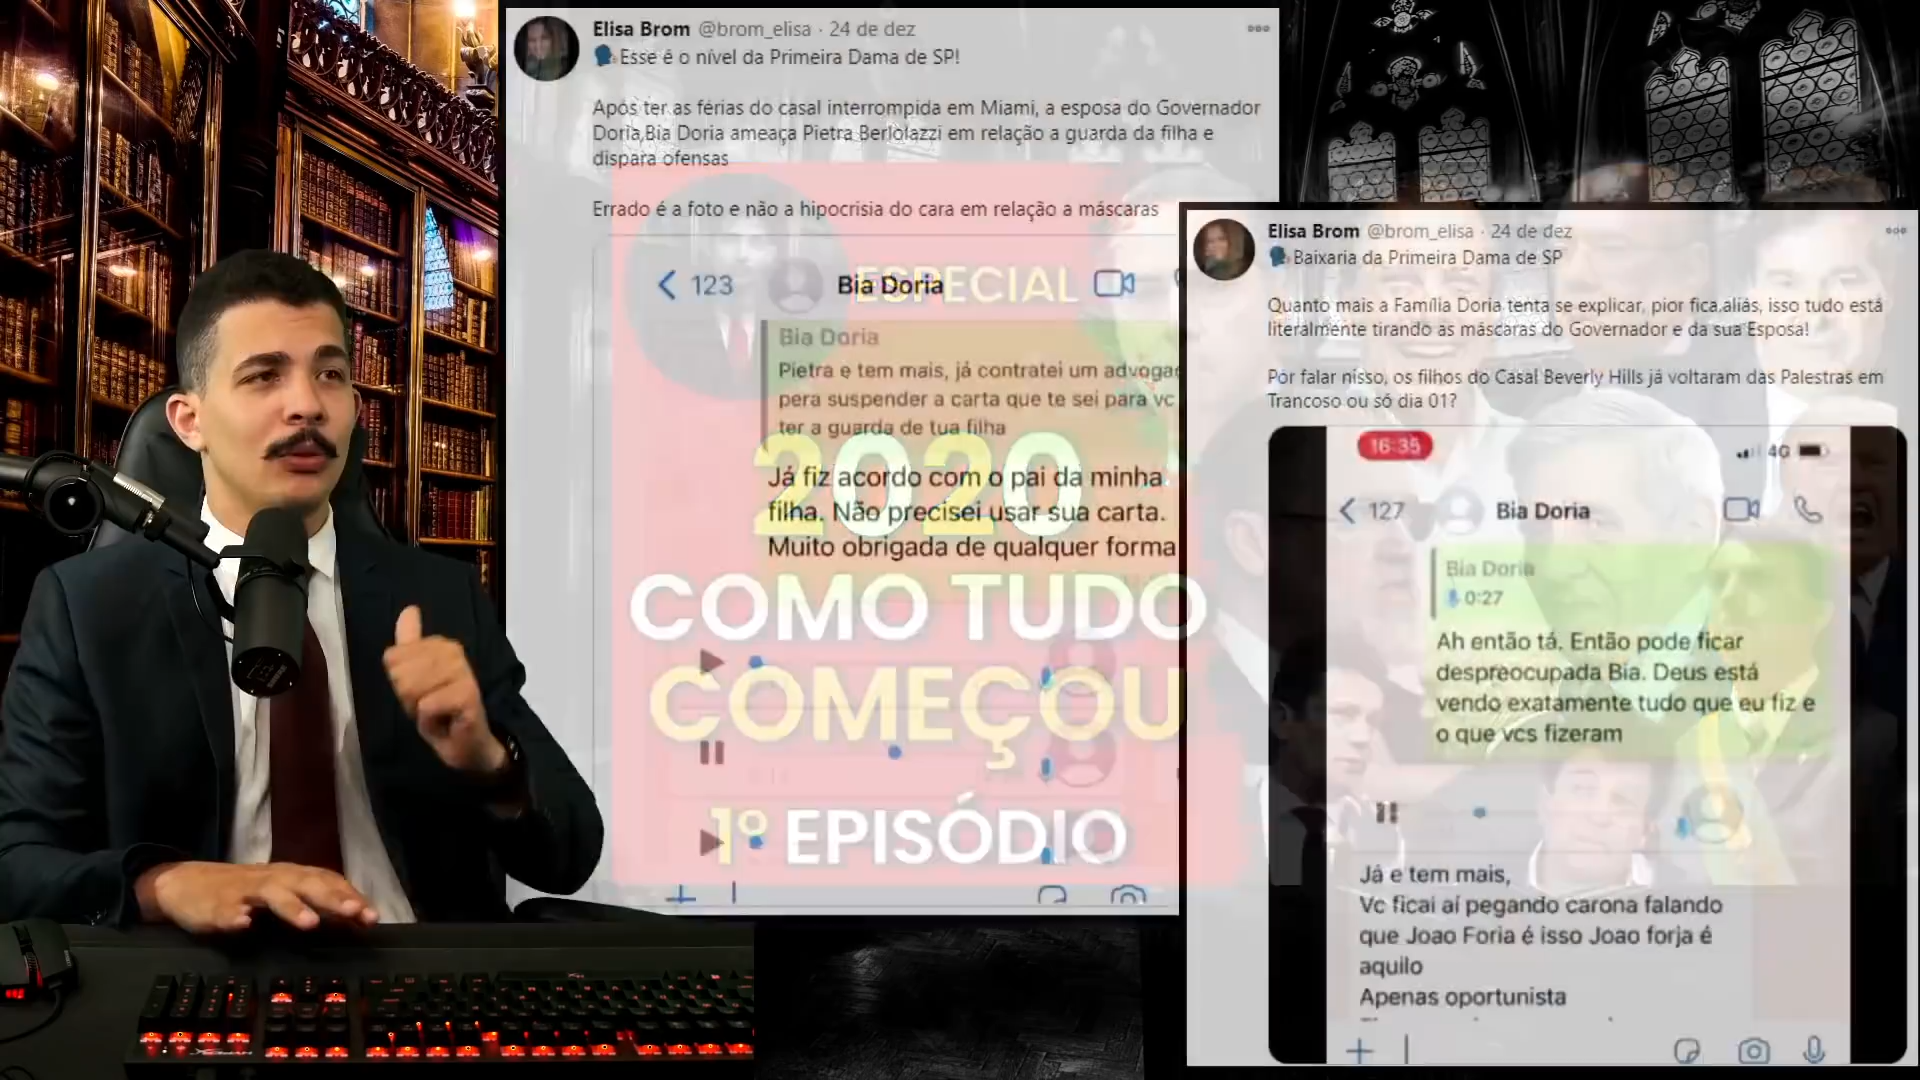 Elisa Brom @brom_elisa · 24 de dez
Esse é o nível da Primeira Dama de SP!
Após ter as férias do casal interrompida em Miami, a esposa do Governador
Doria,Bia Doria ameaça Pietra Bertolazzi em relação a guarda da filha e
dispara ofensas
Errado é a foto e não a hipocrisia do cara em relação a máscaras
123
Bia Doria
ESPECIAL
Bia Doria
Pietra e tem mais, já contratei um advoga
pera suspender a carta que te sei para vc
ter a guarda de tua filha
2020
Já fiz acordo com o pai da minha
filha. Não precisei usar sua carta.
Muito obrigada de qualquer forma
COMO TUDO
COMEÇOU
1º EPISÓDIO
Elisa Brom @brom_elisa · 24 de dez
Baixaria da Primeira Dama de SP
Quanto mais a Família Doria tenta se explicar, pior fica,aliás, isso tudo está
literalmente tirando as máscaras do Governador e da sua Esposa!
Por falar nisso, os filhos do Casal Beverly Hills já voltaram das Palestras em
Trancoso ou só dia 01?
16:35
4G
127
Bia Doria
Bia Doria
0:27
Ah então tá. Então pode ficar
despreocupada Bia. Deus está
vendo exatamente tudo que eu fiz e
o que vcs fizeram
Já e tem mais,
Vc ficai aí pegando carona falando
que Joao Foria é isso Joao forja é
aquilo
Apenas oportunista